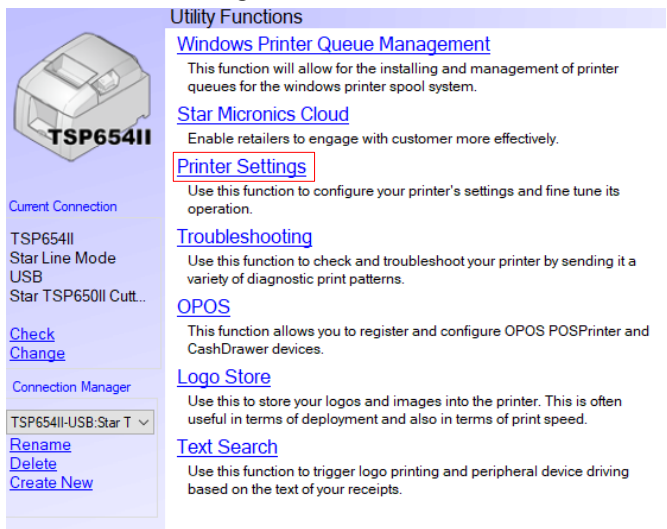 Utility Functions
TSP654II
Current Connection
TSP654II
Star Line Mode
USB
Star TSP650II Cutt...
Check
Change
Connection Manager
TSP654II-USB:Star T
Rename
Delete
Create New
Windows Printer Queue Management
This function will allow for the installing and management of printer
queues for the windows printer spool system.
Star Micronics Cloud
Enable retailers to engage with customer more effectively.
Printer Settings
Use this function to configure your printer's settings and fine tune its
operation.
Troubleshooting
Use this function to check and troubleshoot your printer by sending it a
variety of diagnostic print patterns.
OPOS
This function allows you to register and configure OPOS POSPrinter and
CashDrawer devices.
Logo Store
Use this to store your logos and images into the printer. This is often
useful in terms of deployment and also in terms of print speed.
Text Search
Use this function to trigger logo printing and peripheral device driving
based on the text of your receipts.